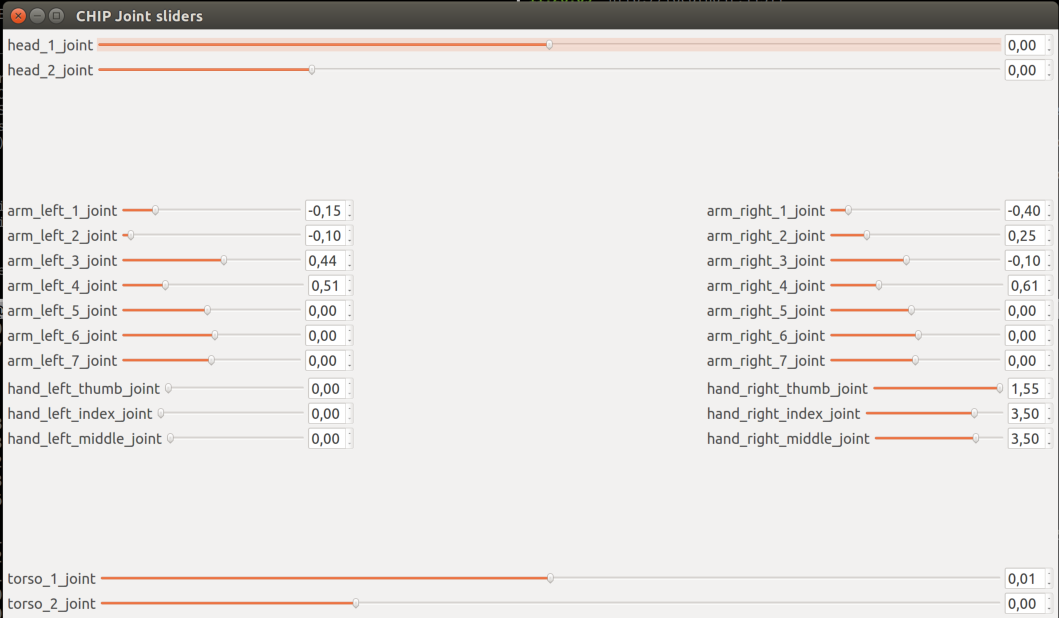 CHIP Joint sliders
head_1_joint 0,00
head_2_joint 0,00
arm_left_1_joint -0,15 arm_right_1_joint -0,40
arm_left_2_joint -0,10 arm_right_2_joint 0,25
arm_left_3_joint 0,44 arm_right_3_joint -0,10
arm_left_4_joint 0,51 arm_right_4_joint 0,61
arm_left_5_joint 0,00 arm_right_5_joint 0,00
arm_left_6_joint 0,00 arm_right_6_joint 0,00
arm_left_7_joint 0,00 arm_right_7_joint 0,00
hand_left_thumb_joint 0,00 hand_right_thumb_joint 1,55
hand_left_index_joint 0,00 hand_right_index_joint 3,50
hand_left_middle_joint 0,00 hand_right_middle_joint 3,50
torso_1_joint 0,01
torso_2_joint 0,00